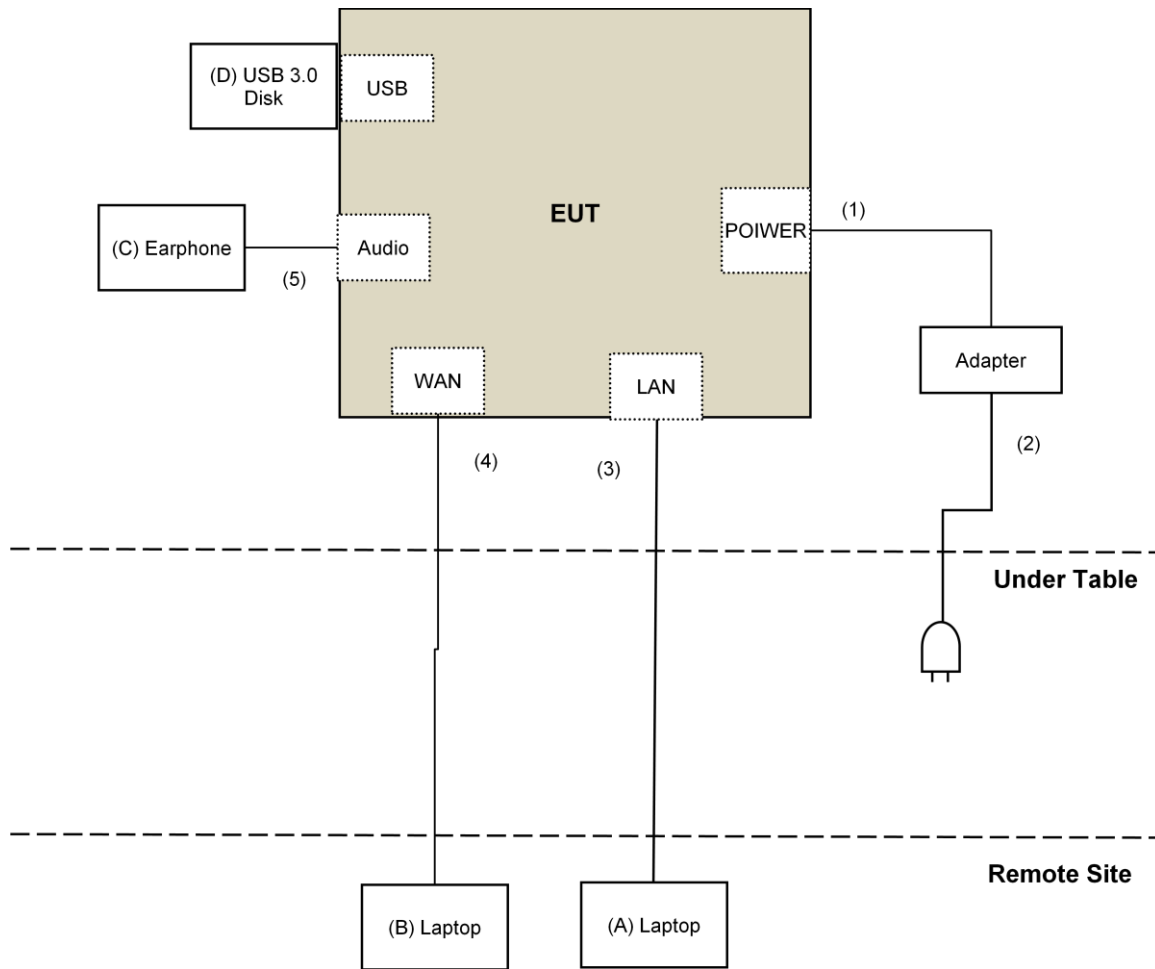 (D) USB 3.0
Disk
USB
EUT
(1)
POIWER
(C) Earphone
Audio
(5)
Adapter
WAN
LAN
(4)
(3)
(2)
Under Table
Remote Site
(B) Laptop
(A) Laptop